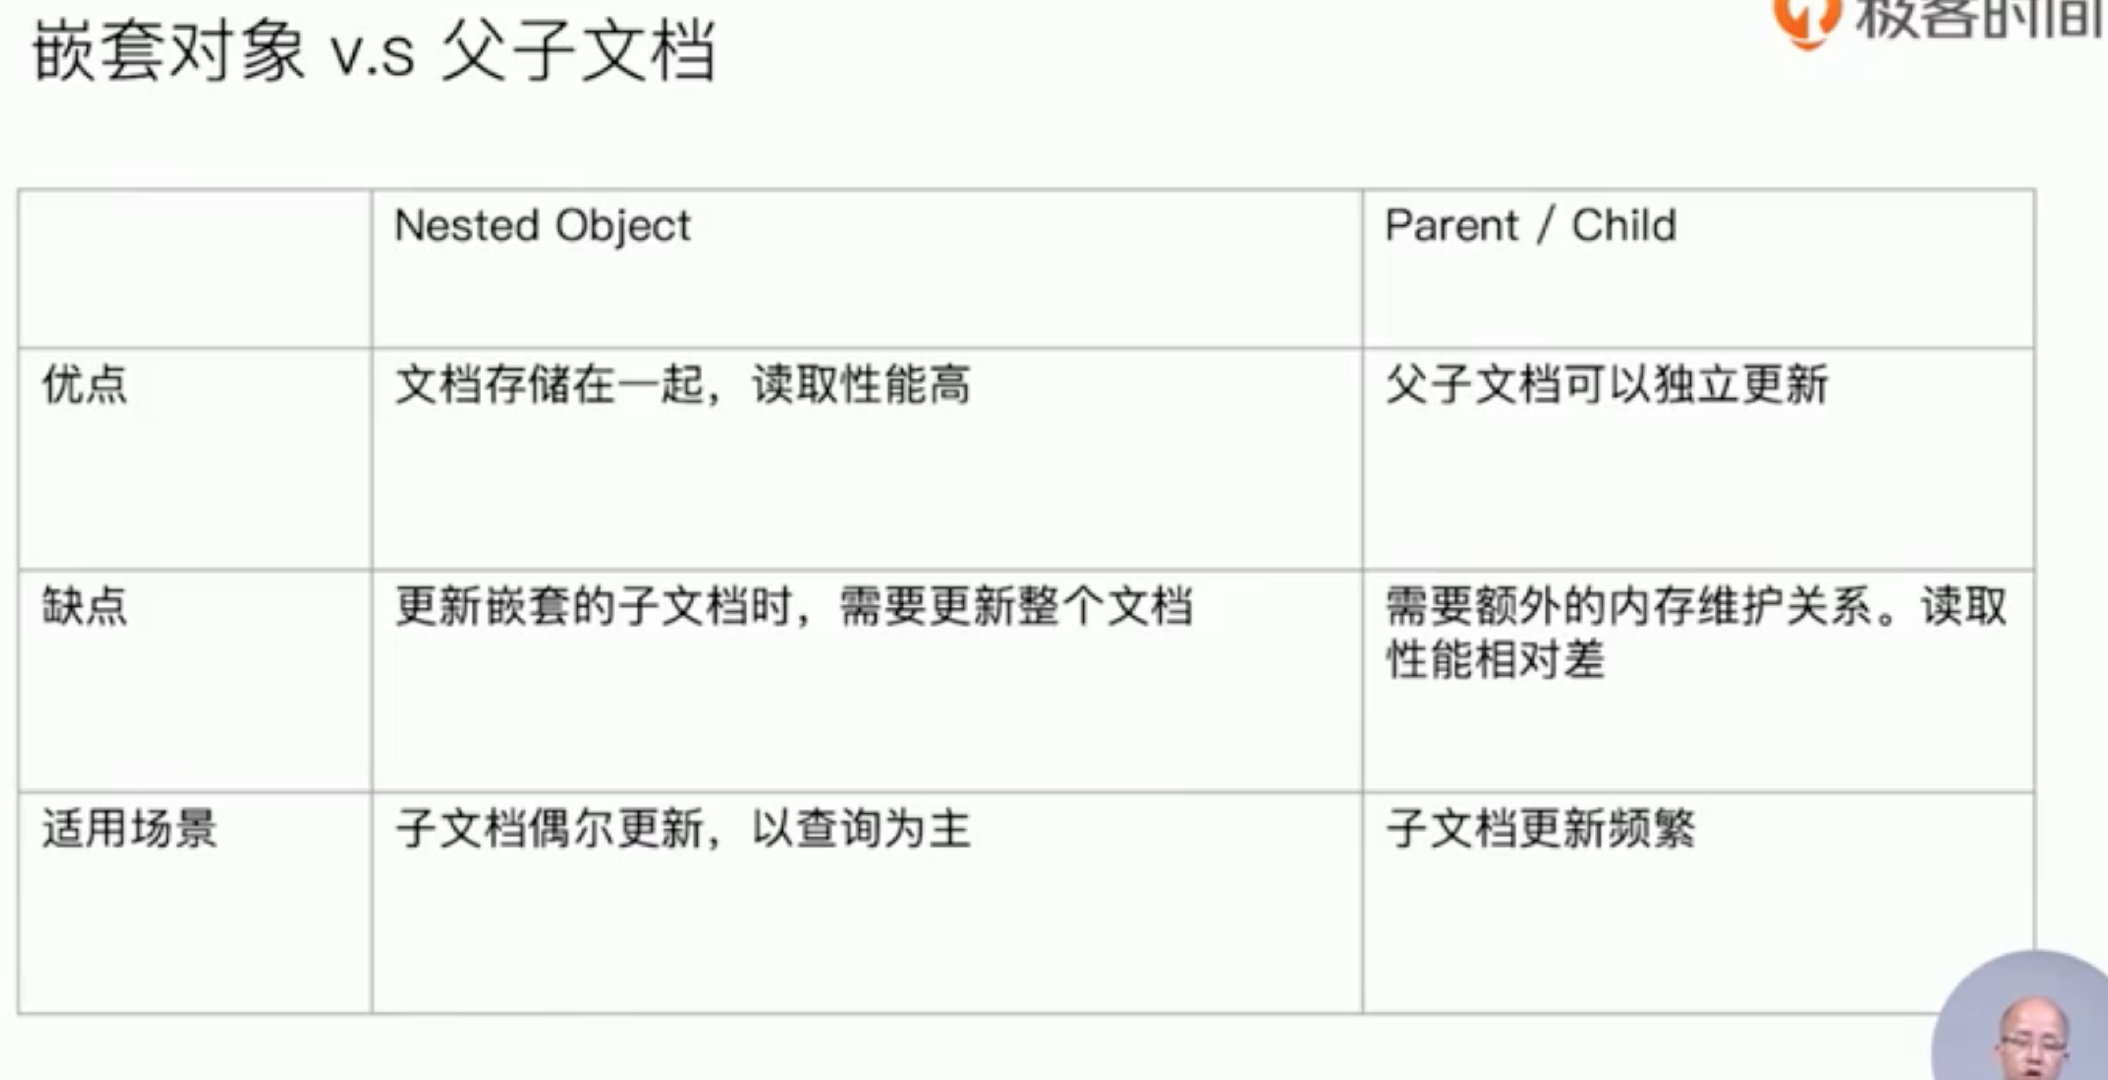 嵌套对象 v.s 父子文档
极客时间
Nested Object
Parent / Child
优点
文档存储在一起，读取性能高
父子文档可以独立更新
缺点
更新嵌套的子文档时，需要更新整个文档
需要额外的内存维护关系。读取
性能相对差
适用场景
子文档偶尔更新，以查询为主
子文档更新频繁